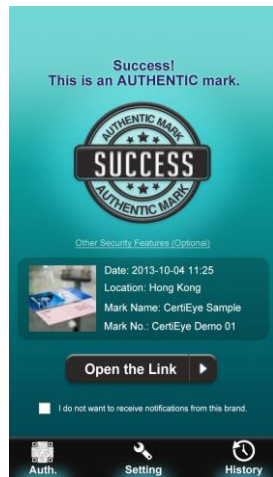 Success!
This is an AUTHENTIC mark.
AUTHENTIC MARK
SUCCESS
AUTHENTIC MARK
Other Security Features (Optional)
Date: 2013-10-04 11:25
Location: Hong Kong
Mark Name: CertiEye Sample
Mark No.: CertiEye Demo 01
Open the Link
I do not want to receive notifications from this brand.
Auth.
Setting
History